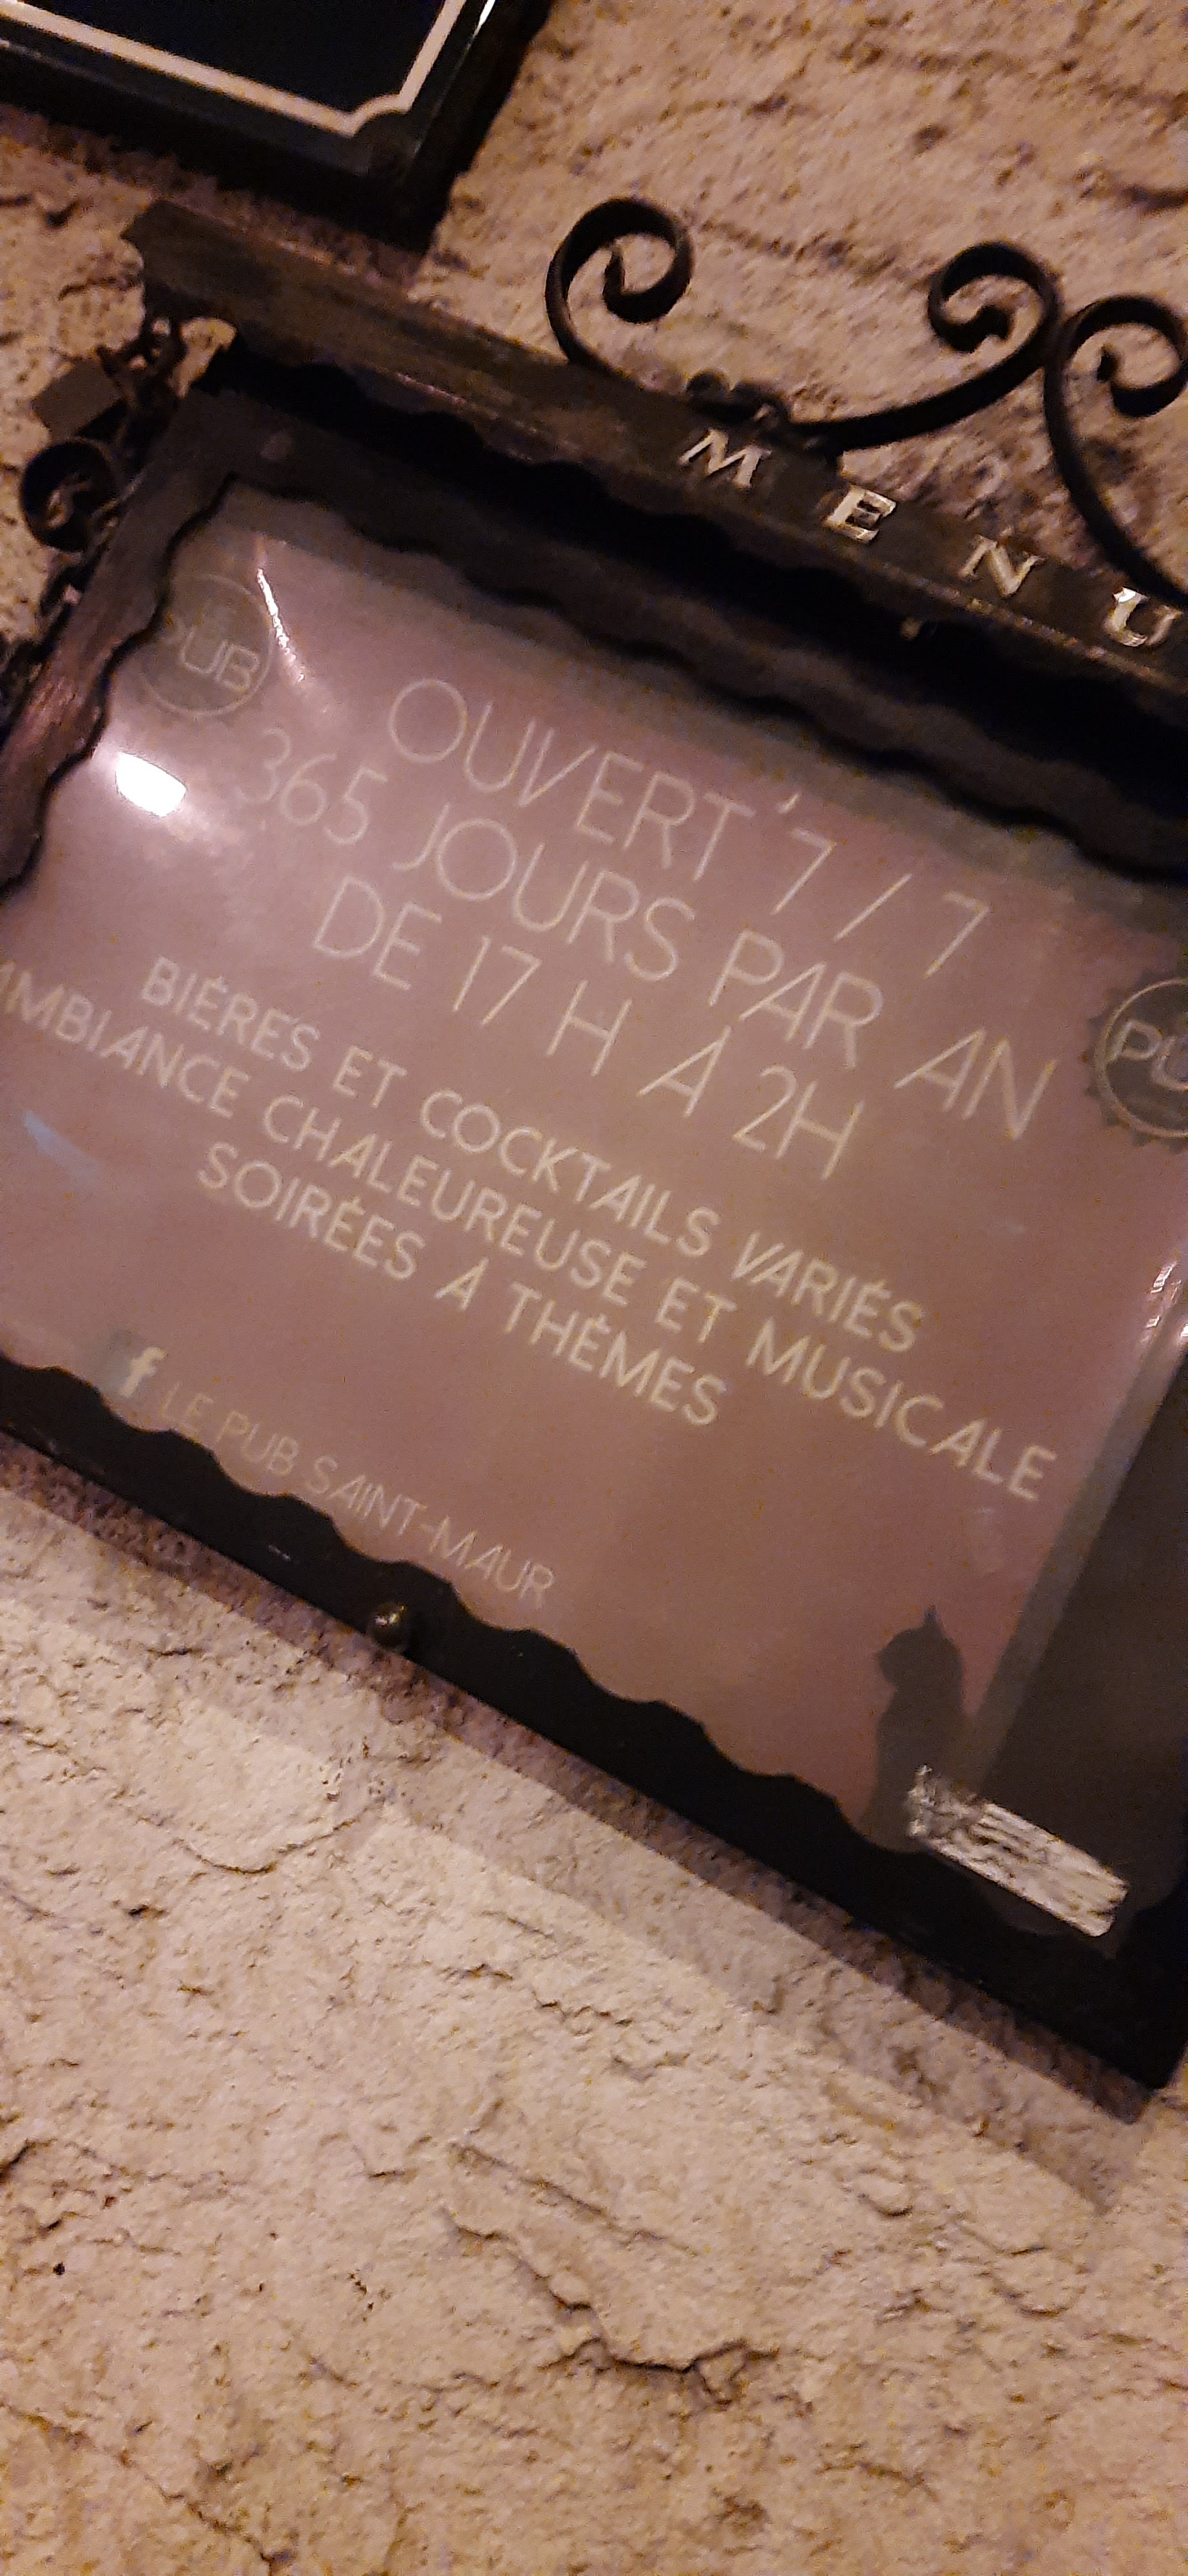 MENU
PUB
OUVERT 7 / 7
365 JOURS PAR AN
DE 17 H À 2H
BIÈRES ET COCKTAILS VARIÉS
AMBIANCE CHALEUREUSE ET MUSICALE
SOIRÉES À THÈMES
f LE PUB SAINT-MAUR